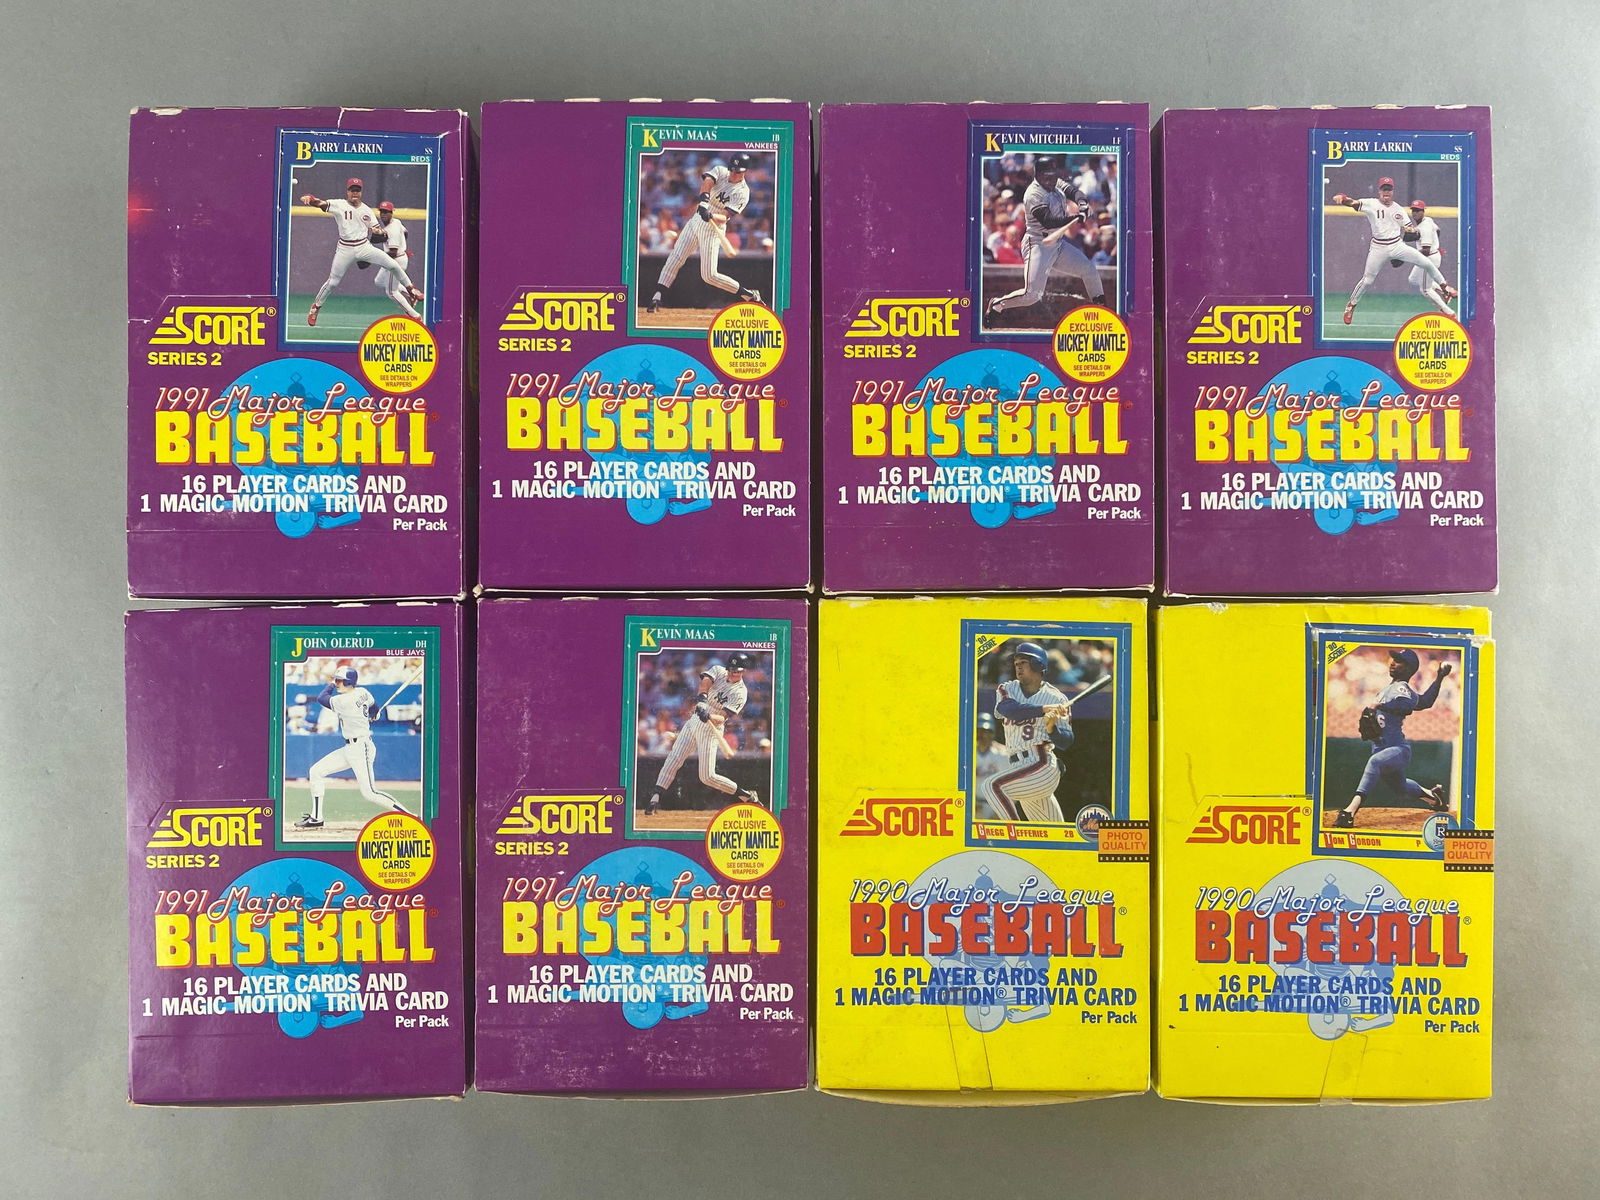 BARRY LARKIN SS
REDS
11
SCORE®
SERIES 2
WIN
EXCLUSIVE
MICKEY MANTLE
CARDS
SEE DETAILS ON
WRAPPERS
1991 Major League
BASEBALL®
16 PLAYER CARDS AND
1 MAGIC MOTION® TRIVIA CARD
Per Pack
KEVIN MAAS 1B
YANKEES
SCORE®
SERIES 2
WIN
EXCLUSIVE
MICKEY MANTLE
CARDS
SEE DETAILS ON
WRAPPERS
1991 Major League
BASEBALL®
16 PLAYER CARDS AND
1 MAGIC MOTION® TRIVIA CARD
Per Pack
KEVIN MITCHELL LF
GIANTS
SCORE®
SERIES 2
WIN
EXCLUSIVE
MICKEY MANTLE
CARDS
SEE DETAILS ON
WRAPPERS
1991 Major League
BASEBALL®
16 PLAYER CARDS AND
1 MAGIC MOTION® TRIVIA CARD
Per Pack
BARRY LARKIN SS
REDS
11
SCORE®
SERIES 2
WIN
EXCLUSIVE
MICKEY MANTLE
CARDS
SEE DETAILS ON
WRAPPERS
1991 Major League
BASEBALL®
16 PLAYER CARDS AND
1 MAGIC MOTION® TRIVIA CARD
Per Pack
JOHN OLERUD DH
BLUE JAYS
SCORE®
SERIES 2
WIN
EXCLUSIVE
MICKEY MANTLE
CARDS
SEE DETAILS ON
WRAPPERS
1991 Major League
BASEBALL®
16 PLAYER CARDS AND
1 MAGIC MOTION® TRIVIA CARD
Per Pack
KEVIN MAAS 1B
YANKEES
SCORE®
SERIES 2
WIN
EXCLUSIVE
MICKEY MANTLE
CARDS
SEE DETAILS ON
WRAPPERS
1991 Major League
BASEBALL®
16 PLAYER CARDS AND
1 MAGIC MOTION® TRIVIA CARD
Per Pack
'90
SCORE
9
SCORE®
GREGG JEFFERIES 2B
Mets
PHOTO
QUALITY
1990 Major League
BASEBALL®
16 PLAYER CARDS AND
1 MAGIC MOTION® TRIVIA CARD
Per Pack
'90
SCORE
SCORE®
TOM GORDON P
PHOTO
QUALITY
1990 Major League
BASEBALL®
16 PLAYER CARDS AND
1 MAGIC MOTION® TRIVIA CARD
Per Pack